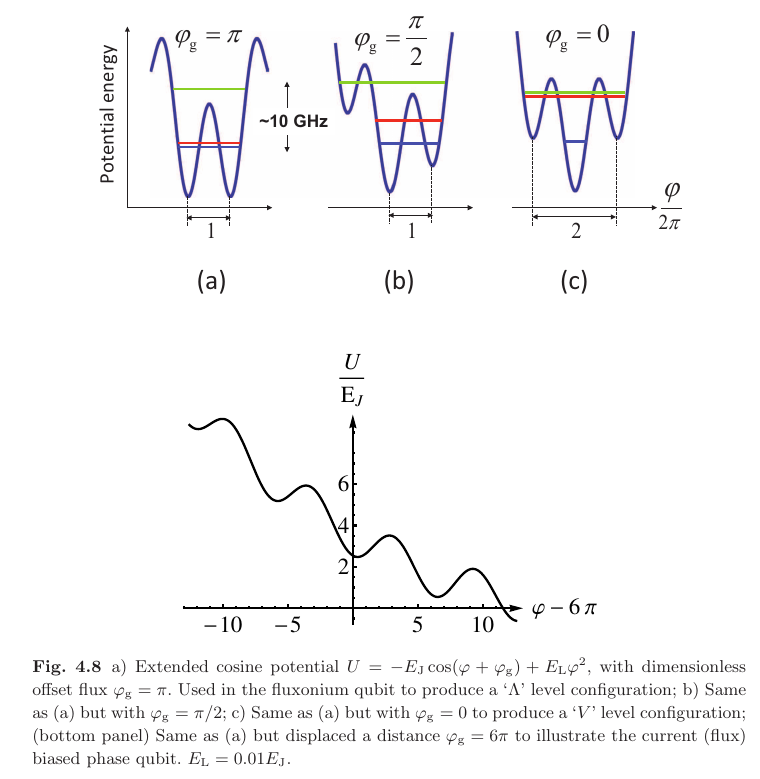 Potential energy
φg = π
φg = π/2
φg = 0
~10 GHz
1
1
2
φ/2π
(a)
(b)
(c)
U/EJ
6
4
2
−10
−5
5
10
φ − 6π
Fig. 4.8 a) Extended cosine potential U = −EJ cos(φ + φg) + ELφ², with dimensionless
offset flux φg = π. Used in the fluxonium qubit to produce a ‘Λ’ level configuration; b) Same
as (a) but with φg = π/2; c) Same as (a) but with φg = 0 to produce a ‘V’ level configuration;
(bottom panel) Same as (a) but displaced a distance φg = 6π to illustrate the current (flux)
biased phase qubit. EL = 0.01EJ.